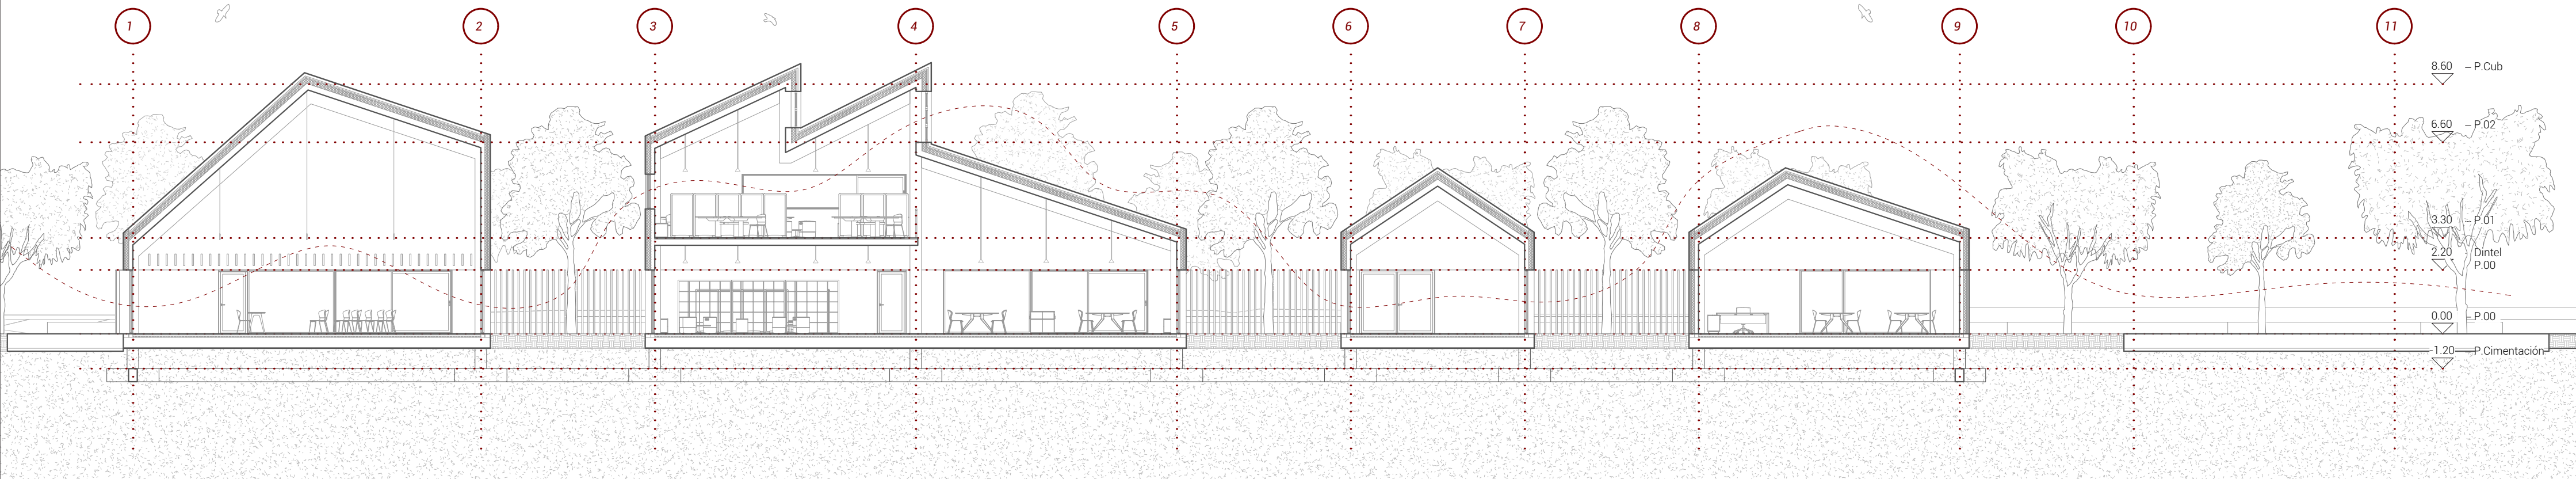 1 2 3 4 5 6 7 8 9 10 11
8.60 – P.Cub
6.60 – P.02
3.30 – P.01
2.20 – Dintel
P.00
0.00 – P.00
-1.20 – P.Cimentación